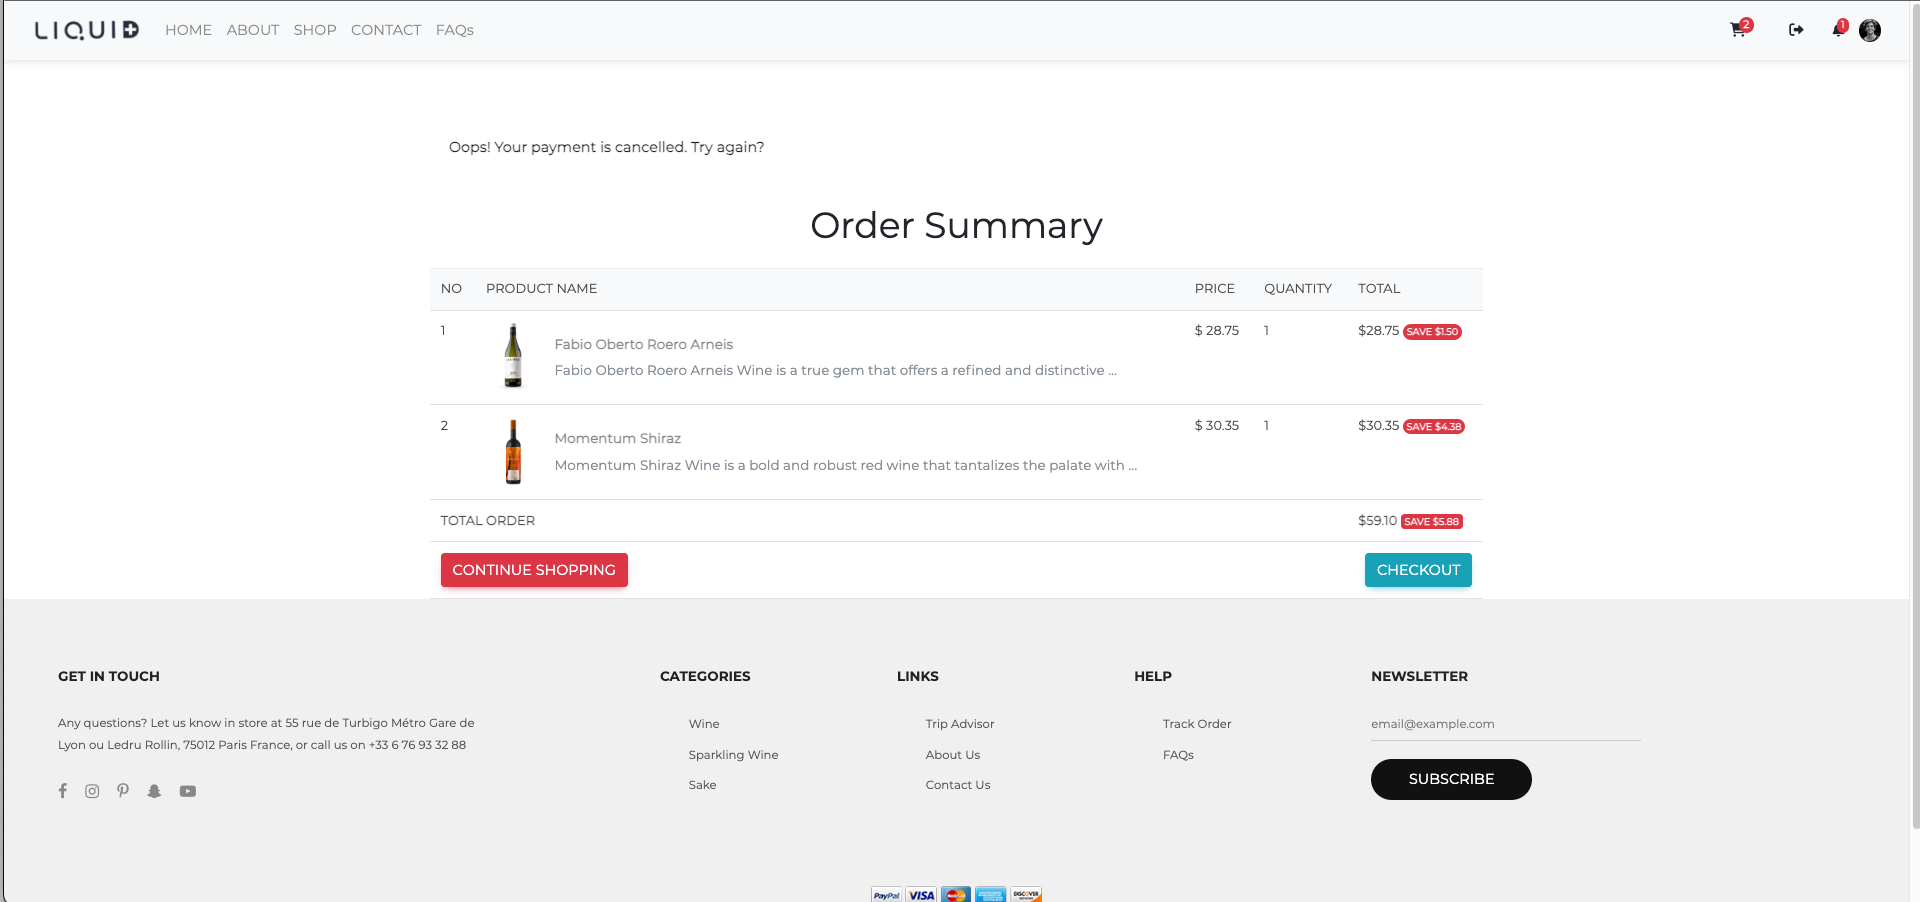 LIQUID HOME ABOUT SHOP CONTACT FAQs 2 1
Oops! Your payment is cancelled. Try again?
Order Summary
NO PRODUCT NAME PRICE QUANTITY TOTAL
1 Fabio Oberto Roero Arneis $ 28.75 1 $28.75 SAVE $1.50
Fabio Oberto Roero Arneis Wine is a true gem that offers a refined and distinctive ...
2 Momentum Shiraz $ 30.35 1 $30.35 SAVE $4.38
Momentum Shiraz Wine is a bold and robust red wine that tantalizes the palate with ...
TOTAL ORDER $59.10 SAVE $5.88
CONTINUE SHOPPING CHECKOUT
GET IN TOUCH
Any questions? Let us know in store at 55 rue de Turbigo Métro Gare de
Lyon ou Ledru Rollin, 75012 Paris France, or call us on +33 6 76 93 32 88
CATEGORIES
Wine
Sparkling Wine
Sake
LINKS
Trip Advisor
About Us
Contact Us
HELP
Track Order
FAQs
NEWSLETTER
email@example.com
SUBSCRIBE
PayPal VISA MasterCard DISCOVER